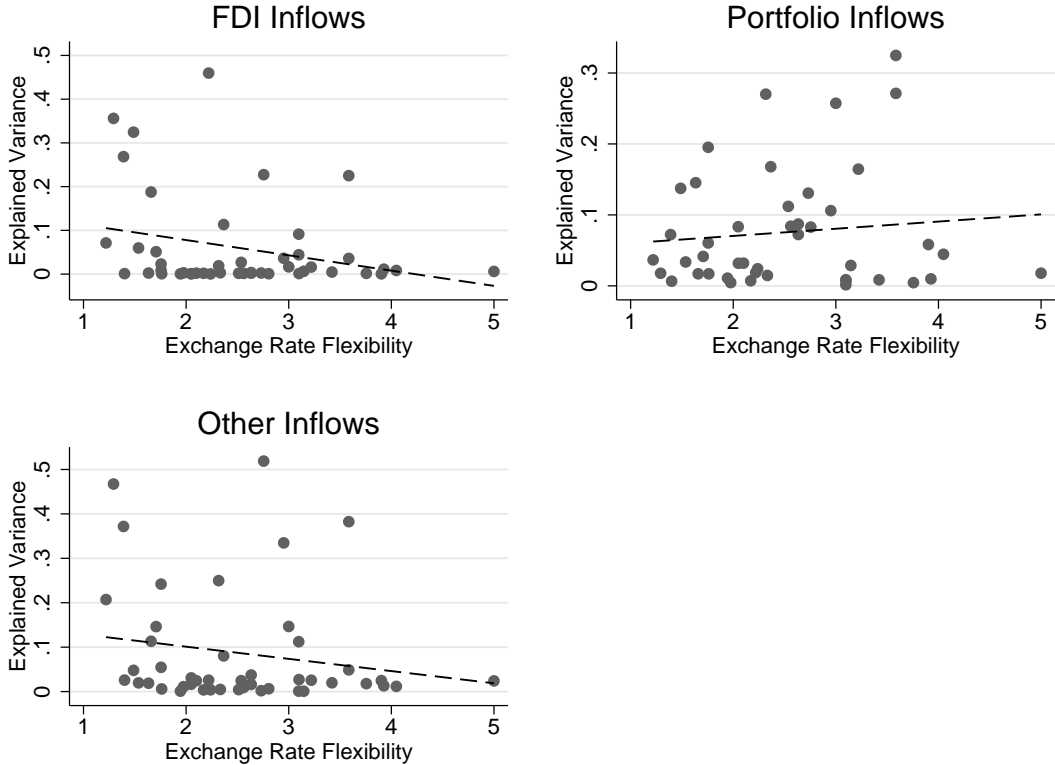 FDI Inflows
Explained Variance
.5
.4
.3
.2
.1
0
1 2 3 4 5
Exchange Rate Flexibility
Portfolio Inflows
Explained Variance
.3
.2
.1
0
1 2 3 4 5
Exchange Rate Flexibility
Other Inflows
Explained Variance
.5
.4
.3
.2
.1
0
1 2 3 4 5
Exchange Rate Flexibility